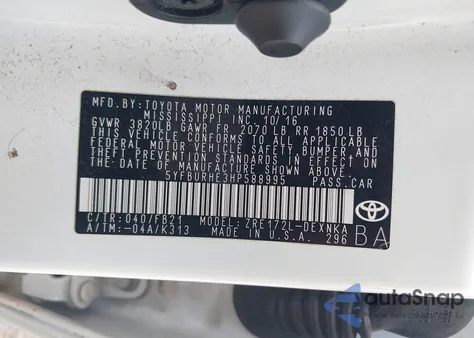 MFD.BY:TOYOTA MOTOR MANUFACTURING
MISSISSIPPI INC. 10/16
GVWR 3820LB GAWR FR 2070 LB RR 1850 LB
THIS VEHICLE CONFORMS TO ALL APPLICABLE
FEDERAL MOTOR VEHICLE SAFETY, BUMPER,
AND THEFT PREVENTION STANDARDS IN EFFECT
ON THE DATE OF MANUFACTURE SHOWN ABOVE.
5YFBURHE3HP588995 PASS.CAR
C/TR:040/FB21 MODEL:ZRE172L-DEXNKA
A/TM:-04A/K313 MADE IN U.S.A. 296
TOYOTA
BA
autoSnap